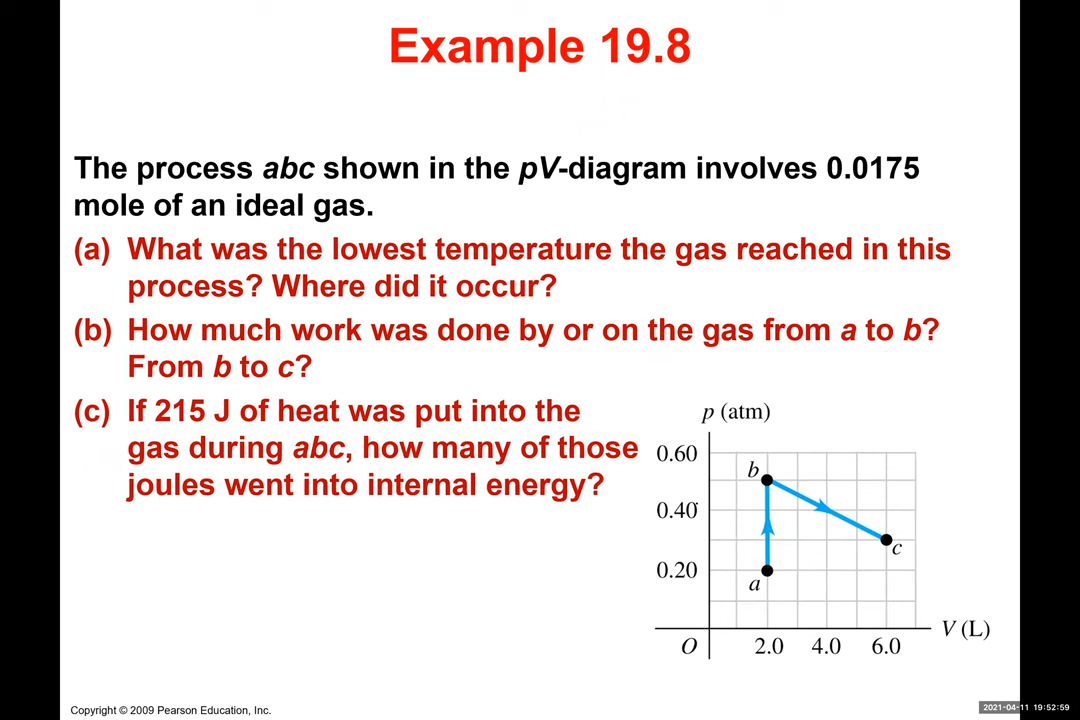 Example 19.8
The process abc shown in the pV-diagram involves 0.0175
mole of an ideal gas.
(a) What was the lowest temperature the gas reached in this
process? Where did it occur?
(b) How much work was done by or on the gas from a to b?
From b to c?
(c) If 215 J of heat was put into the
gas during abc, how many of those
joules went into internal energy?
p (atm)
0.60
b
0.40
c
0.20
a
V (L)
O 2.0 4.0 6.0
Copyright © 2009 Pearson Education, Inc.
2021-04-11 19:52:59